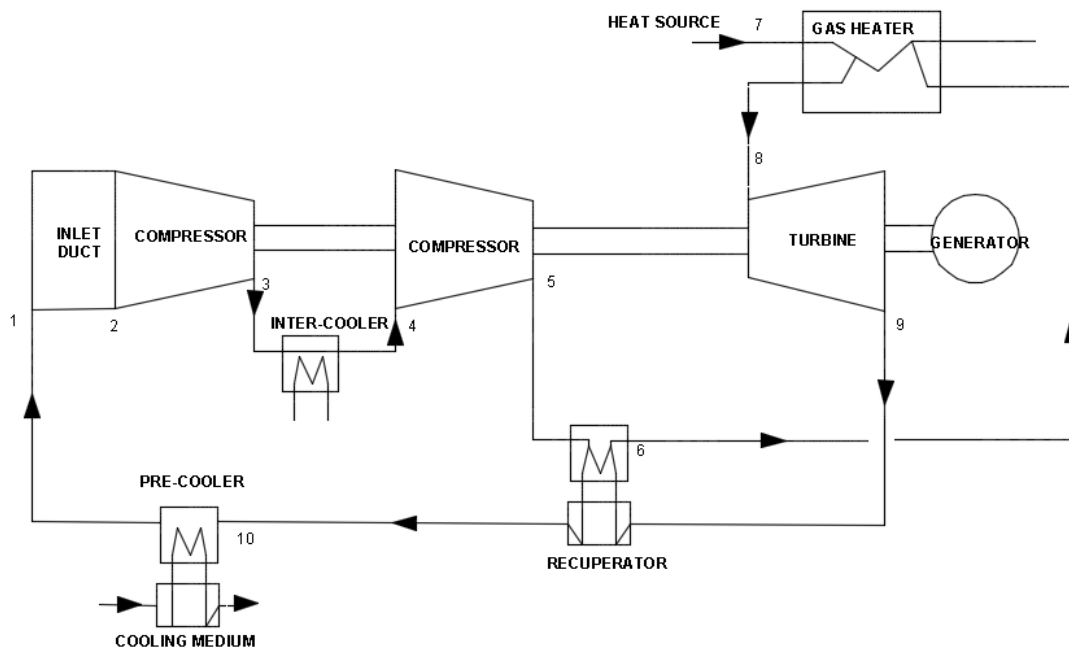 HEAT SOURCE
7
GAS HEATER
8
INLET
DUCT
COMPRESSOR
COMPRESSOR
TURBINE
GENERATOR
1
2
3
INTER-COOLER
4
5
9
6
PRE-COOLER
10
RECUPERATOR
COOLING MEDIUM